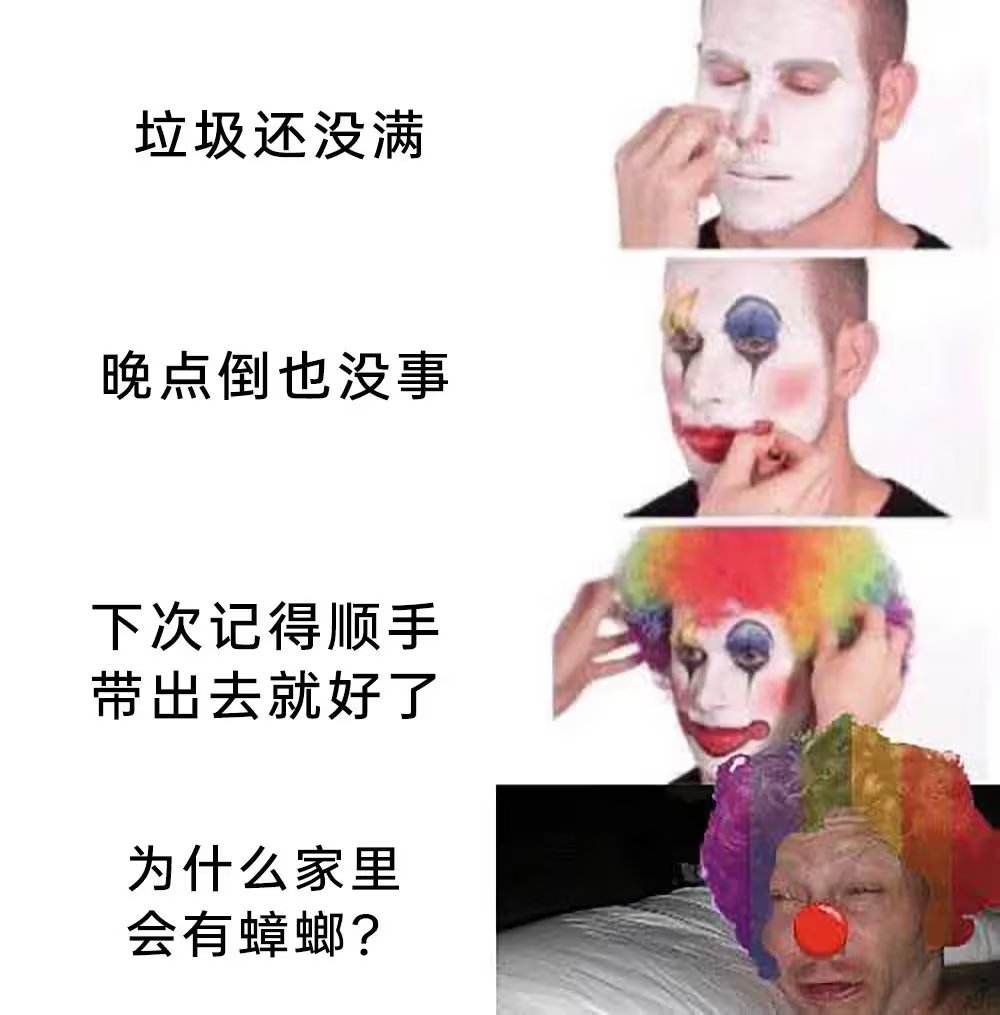 垃圾还没满
晚点倒也没事
下次记得顺手
带出去就好了
为什么家里
会有蟑螂？